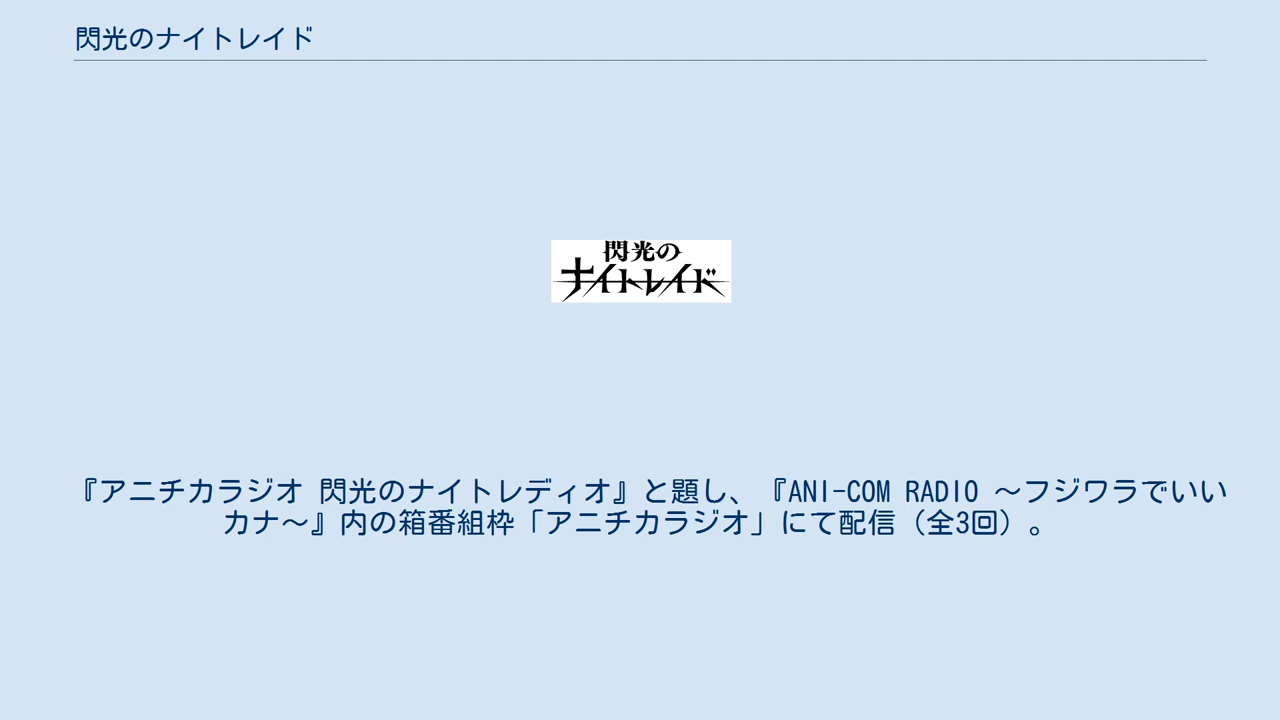 閃光のナイトレイド
閃光の
ナイトレイド
『アニチカラジオ 閃光のナイトレディオ』と題し、『ANI-COM RADIO 〜フジワラでいい
カナ〜』内の箱番組枠「アニチカラジオ」にて配信（全3回）。